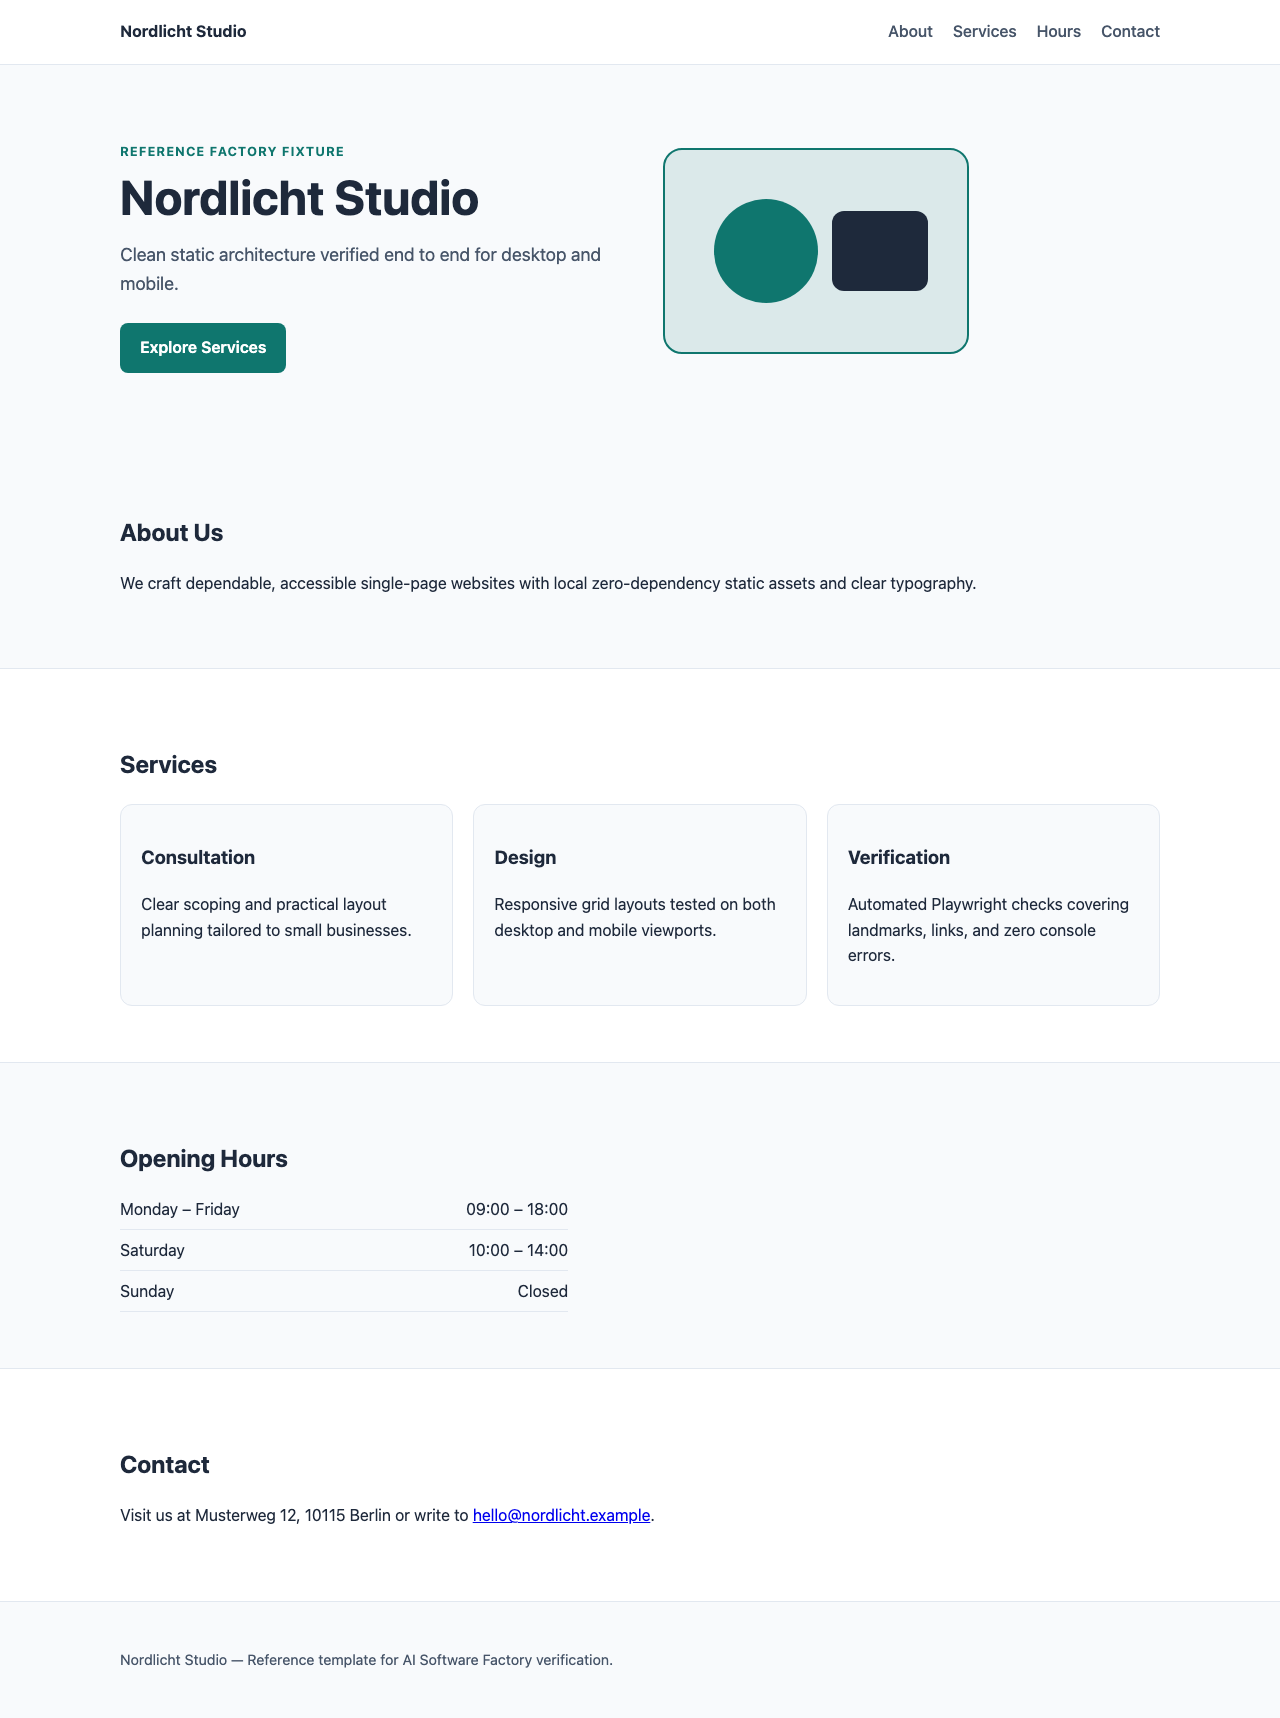 Nordlicht Studio
About Services Hours Contact
REFERENCE FACTORY FIXTURE
Nordlicht Studio
Clean static architecture verified end to end for desktop and
mobile.
Explore Services
About Us
We craft dependable, accessible single-page websites with local zero-dependency static assets and clear typography.
Services
Consultation
Clear scoping and practical layout
planning tailored to small businesses.
Design
Responsive grid layouts tested on both
desktop and mobile viewports.
Verification
Automated Playwright checks covering
landmarks, links, and zero console
errors.
Opening Hours
Monday – Friday 09:00 – 18:00
Saturday 10:00 – 14:00
Sunday Closed
Contact
Visit us at Musterweg 12, 10115 Berlin or write to hello@nordlicht.example.
Nordlicht Studio — Reference template for AI Software Factory verification.